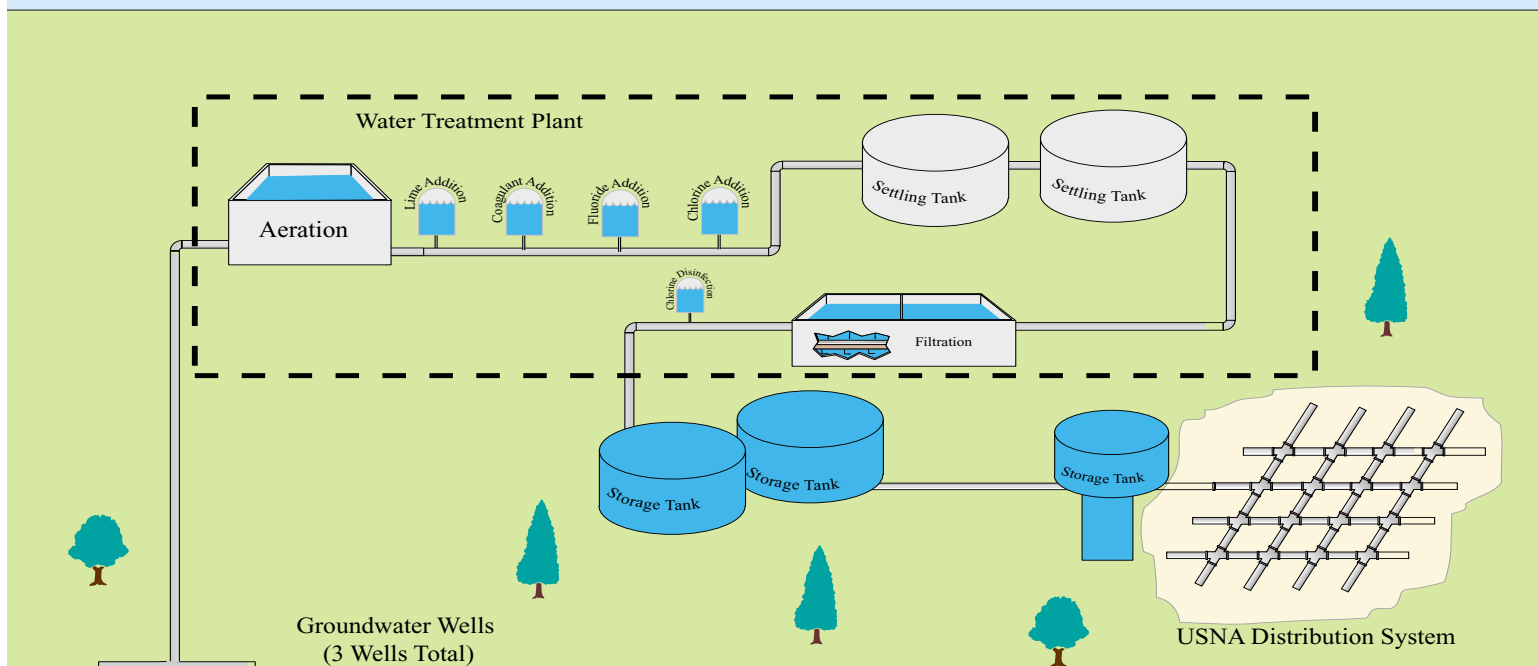 Water Treatment Plant
Aeration
Lime Addition
Coagulant Addition
Fluoride Addition
Chlorine Addition
Settling Tank
Settling Tank
Chlorine Disinfection
Filtration
Storage Tank
Storage Tank
Storage Tank
Groundwater Wells
(3 Wells Total)
USNA Distribution System